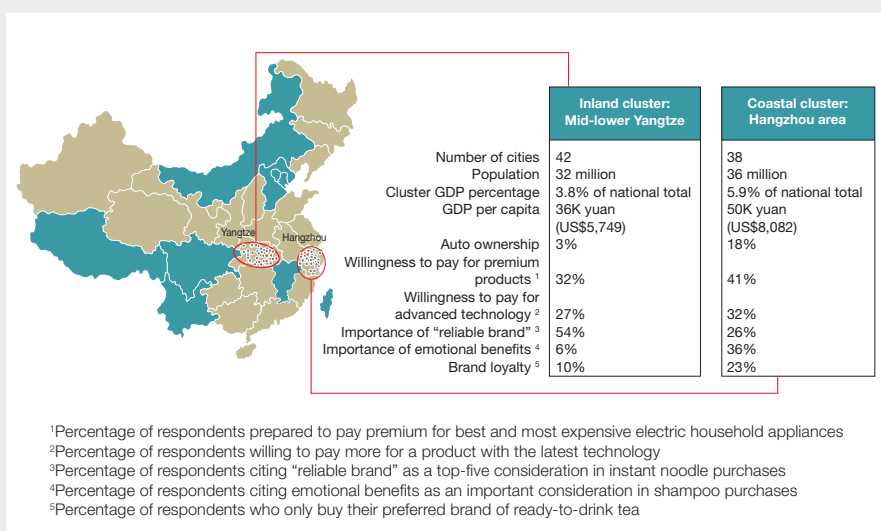 Inland cluster:
Mid-lower Yangtze
Coastal cluster:
Hangzhou area
Number of cities 42 38
Population 32 million 36 million
Cluster GDP percentage 3.8% of national total 5.9% of national total
GDP per capita 36K yuan 50K yuan
(US$5,749) (US$8,082)
Yangtze
Hangzhou
Auto ownership 3% 18%
Willingness to pay for premium
products 1 32% 41%
Willingness to pay for
advanced technology 2 27% 32%
Importance of “reliable brand” 3 54% 26%
Importance of emotional benefits 4 6% 36%
Brand loyalty 5 10% 23%
1Percentage of respondents prepared to pay premium for best and most expensive electric household appliances
2Percentage of respondents willing to pay more for a product with the latest technology
3Percentage of respondents citing “reliable brand” as a top-five consideration in instant noodle purchases
4Percentage of respondents citing emotional benefits as an important consideration in shampoo purchases
5Percentage of respondents who only buy their preferred brand of ready-to-drink tea